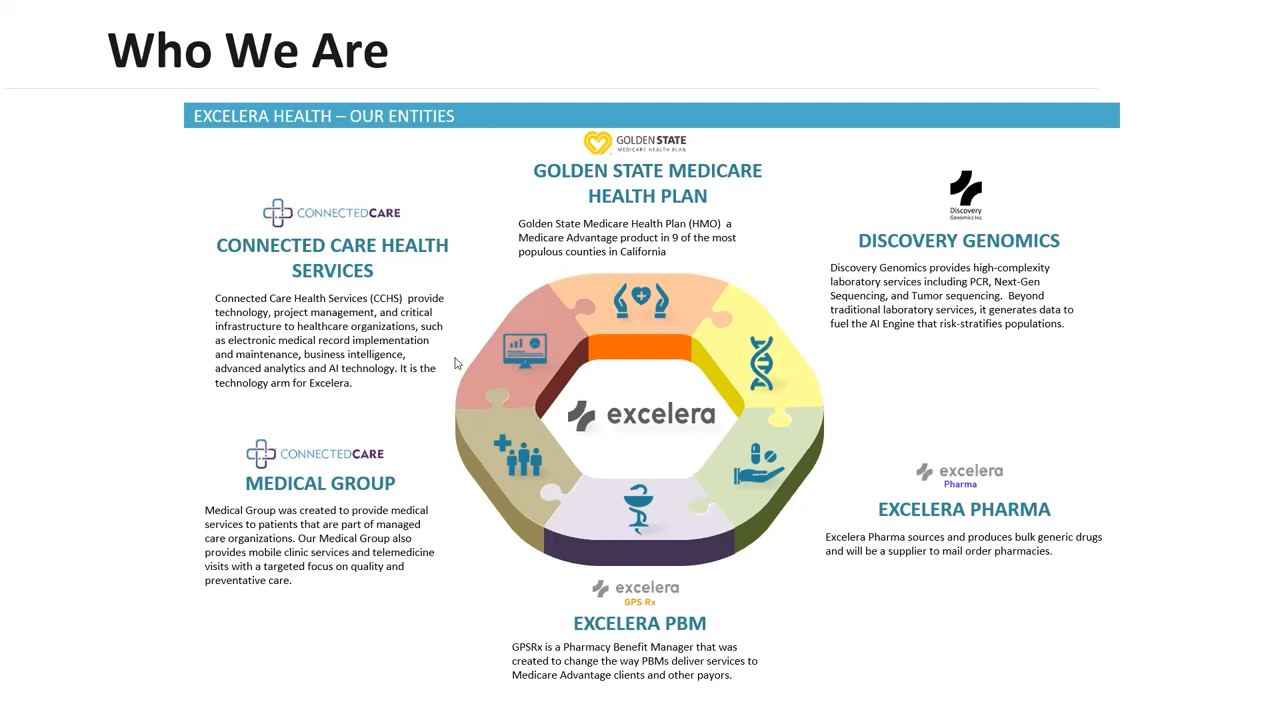 Who We Are
EXCELERA HEALTH – OUR ENTITIES
GOLDEN STATE
MEDICARE HEALTH PLAN
GOLDEN STATE MEDICARE
HEALTH PLAN
Golden State Medicare Health Plan (HMO) a
Medicare Advantage product in 9 of the most
populous counties in California
CONNECTEDCARE
CONNECTED CARE HEALTH
SERVICES
Connected Care Health Services (CCHS) provide
technology, project management, and critical
infrastructure to healthcare organizations, such
as electronic medical record implementation
and maintenance, business intelligence,
advanced analytics and AI technology. It is the
technology arm for Excelera.
Discovery
Genomics Inc
DISCOVERY GENOMICS
Discovery Genomics provides high-complexity
laboratory services including PCR, Next-Gen
Sequencing, and Tumor sequencing. Beyond
traditional laboratory services, it generates data to
fuel the AI Engine that risk-stratifies populations.
excelera
CONNECTEDCARE
MEDICAL GROUP
Medical Group was created to provide medical
services to patients that are part of managed
care organizations. Our Medical Group also
provides mobile clinic services and telemedicine
visits with a targeted focus on quality and
preventative care.
excelera
Pharma
EXCELERA PHARMA
Excelera Pharma sources and produces bulk generic drugs
and will be a supplier to mail order pharmacies.
excelera
GPS Rx
EXCELERA PBM
GPSRx is a Pharmacy Benefit Manager that was
created to change the way PBMs deliver services to
Medicare Advantage clients and other payors.